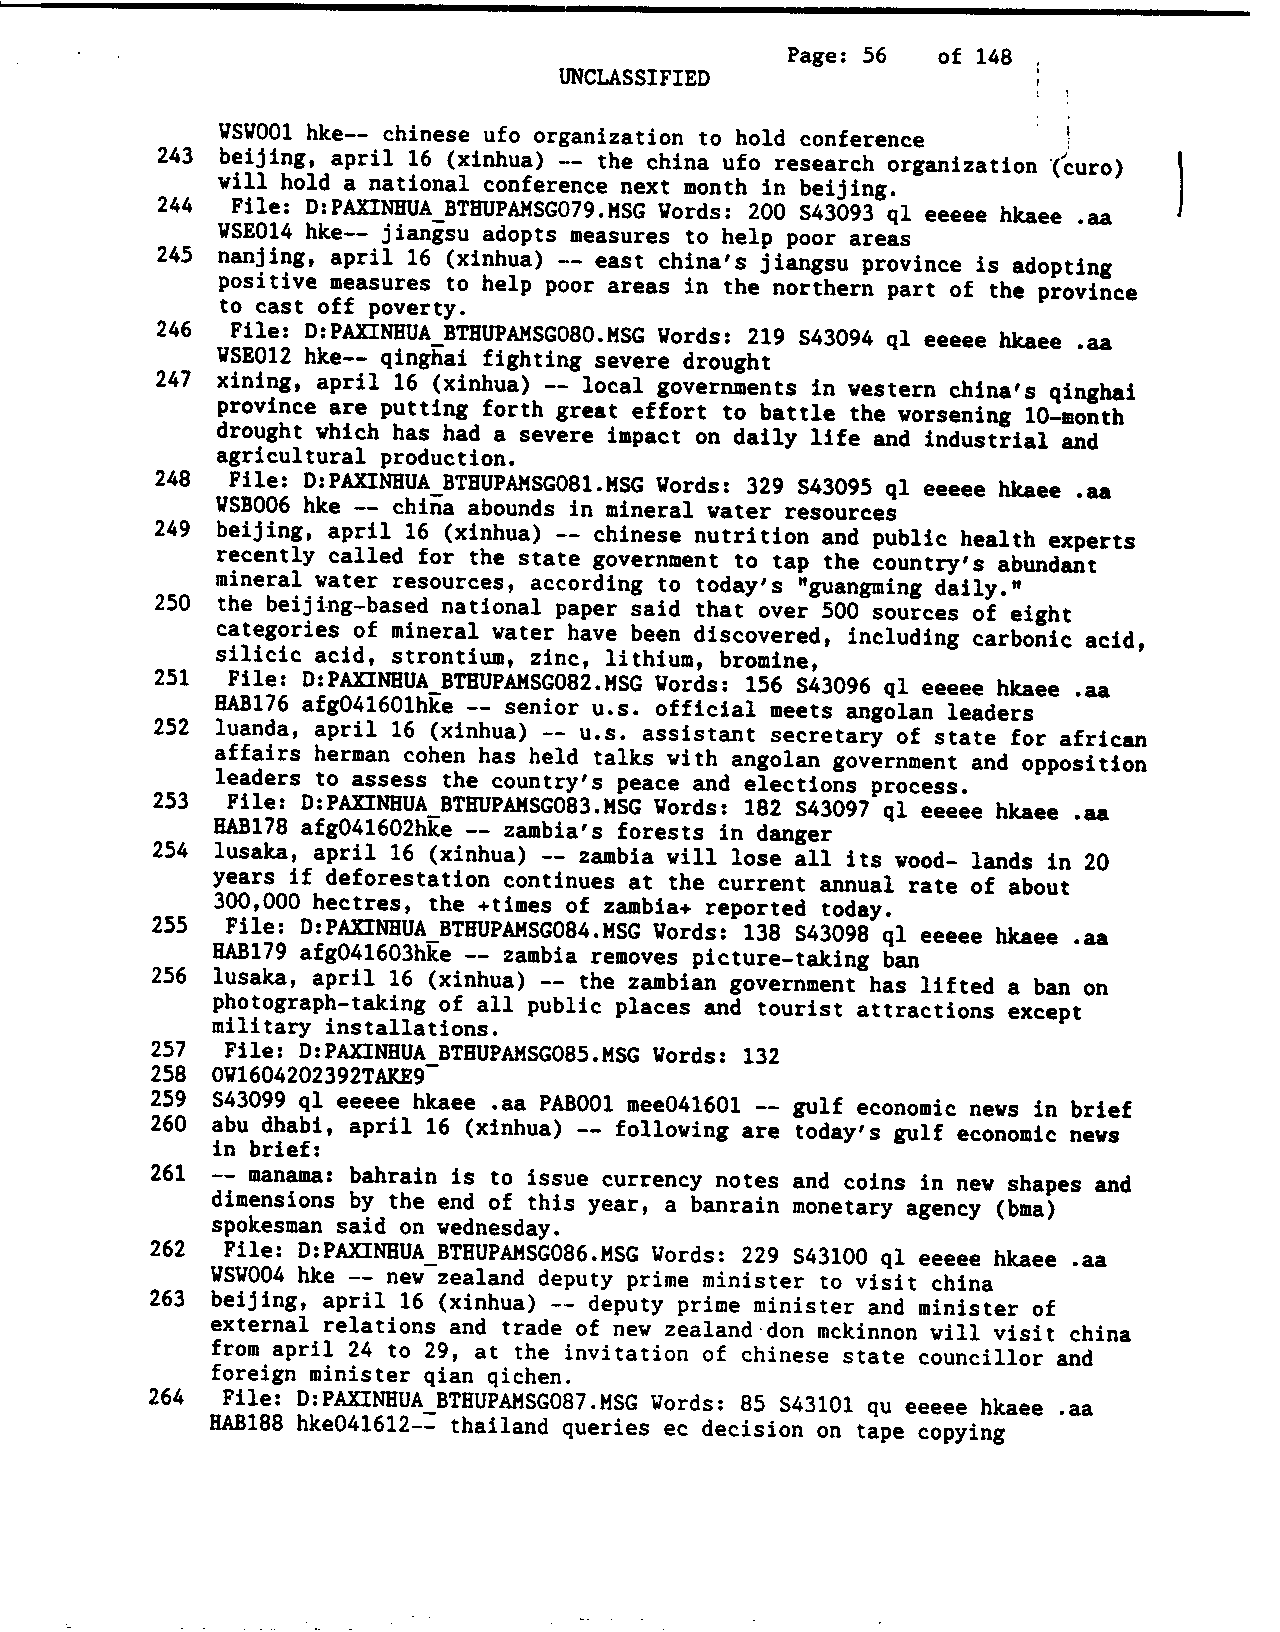 Page: 56 of 148
UNCLASSIFIED
WSW001 hke-- chinese ufo organization to hold conference
243 beijing, april 16 (xinhua) -- the china ufo research organization (curo)
will hold a national conference next month in beijing.
244 File: D:PAXINHUA_BTHUPAMSG079.MSG Words: 200 S43093 ql eeeee hkaee .aa
WSE014 hke-- jiangsu adopts measures to help poor areas
245 nanjing, april 16 (xinhua) -- east china's jiangsu province is adopting
positive measures to help poor areas in the northern part of the province
to cast off poverty.
246 File: D:PAXINHUA_BTHUPAMSG080.MSG Words: 219 S43094 ql eeeee hkaee .aa
WSE012 hke-- qinghai fighting severe drought
247 xining, april 16 (xinhua) -- local governments in western china's qinghai
province are putting forth great effort to battle the worsening 10-month
drought which has had a severe impact on daily life and industrial and
agricultural production.
248 File: D:PAXINHUA_BTHUPAMSG081.MSG Words: 329 S43095 ql eeeee hkaee .aa
WSB006 hke -- china abounds in mineral water resources
249 beijing, april 16 (xinhua) -- chinese nutrition and public health experts
recently called for the state government to tap the country's abundant
mineral water resources, according to today's "guangming daily."
250 the beijing-based national paper said that over 500 sources of eight
categories of mineral water have been discovered, including carbonic acid,
silicic acid, strontium, zinc, lithium, bromine,
251 File: D:PAXINHUA_BTHUPAMSG082.MSG Words: 156 S43096 ql eeeee hkaee .aa
HAB176 afg041601hke -- senior u.s. official meets angolan leaders
252 luanda, april 16 (xinhua) -- u.s. assistant secretary of state for african
affairs herman cohen has held talks with angolan government and opposition
leaders to assess the country's peace and elections process.
253 File: D:PAXINHUA_BTHUPAMSG083.MSG Words: 182 S43097 ql eeeee hkaee .aa
HAB178 afg041602hke -- zambia's forests in danger
254 lusaka, april 16 (xinhua) -- zambia will lose all its wood- lands in 20
years if deforestation continues at the current annual rate of about
300,000 hectres, the +times of zambia+ reported today.
255 File: D:PAXINHUA_BTHUPAMSG084.MSG Words: 138 S43098 ql eeeee hkaee .aa
HAB179 afg041603hke -- zambia removes picture-taking ban
256 lusaka, april 16 (xinhua) -- the zambian government has lifted a ban on
photograph-taking of all public places and tourist attractions except
military installations.
257 File: D:PAXINHUA_BTHUPAMSG085.MSG Words: 132
258 OW1604202392TAKE9
259 S43099 ql eeeee hkaee .aa PAB001 mee041601 -- gulf economic news in brief
260 abu dhabi, april 16 (xinhua) -- following are today's gulf economic news
in brief:
261 -- manama: bahrain is to issue currency notes and coins in new shapes and
dimensions by the end of this year, a banrain monetary agency (bma)
spokesman said on wednesday.
262 File: D:PAXINHUA_BTHUPAMSG086.MSG Words: 229 S43100 ql eeeee hkaee .aa
WSW004 hke -- new zealand deputy prime minister to visit china
263 beijing, april 16 (xinhua) -- deputy prime minister and minister of
external relations and trade of new zealand don mckinnon will visit china
from april 24 to 29, at the invitation of chinese state councillor and
foreign minister qian qichen.
264 File: D:PAXINHUA_BTHUPAMSG087.MSG Words: 85 S43101 qu eeeee hkaee .aa
HAB188 hke041612-- thailand queries ec decision on tape copying